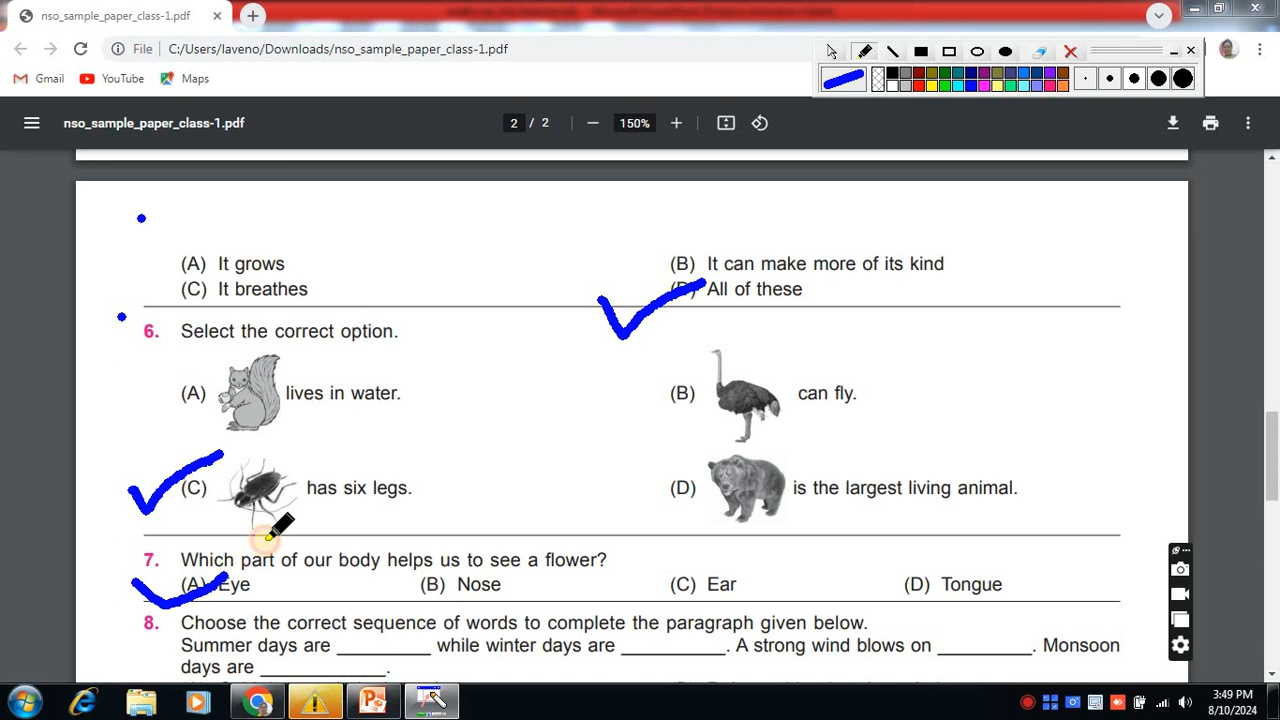 nso_sample_paper_class-1.pdf
File C:/Users/laveno/Downloads/nso_sample_paper_class-1.pdf
Gmail YouTube Maps
nso_sample_paper_class-1.pdf 2 / 2 150%
(A) It grows (B) It can make more of its kind
(C) It breathes (D) All of these
6. Select the correct option.
(A) lives in water. (B) can fly.
(C) has six legs. (D) is the largest living animal.
7. Which part of our body helps us to see a flower?
(A) Eye (B) Nose (C) Ear (D) Tongue
8. Choose the correct sequence of words to complete the paragraph given below.
Summer days are _________ while winter days are __________. A strong wind blows on _________. Monsoon
days are ____________.
3:49 PM
8/10/2024